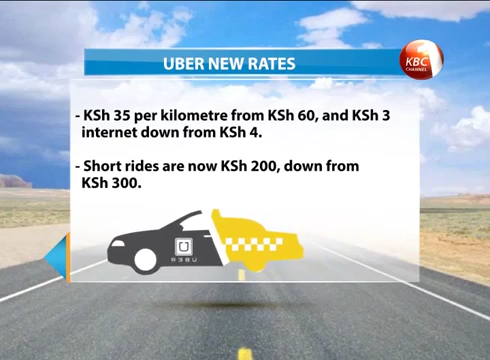 UBER NEW RATES
KBC
CHANNEL
1
- KSh 35 per kilometre from KSh 60, and KSh 3
internet down from KSh 4.
- Short rides are now KSh 200, down from
KSh 300.
U
R3BU